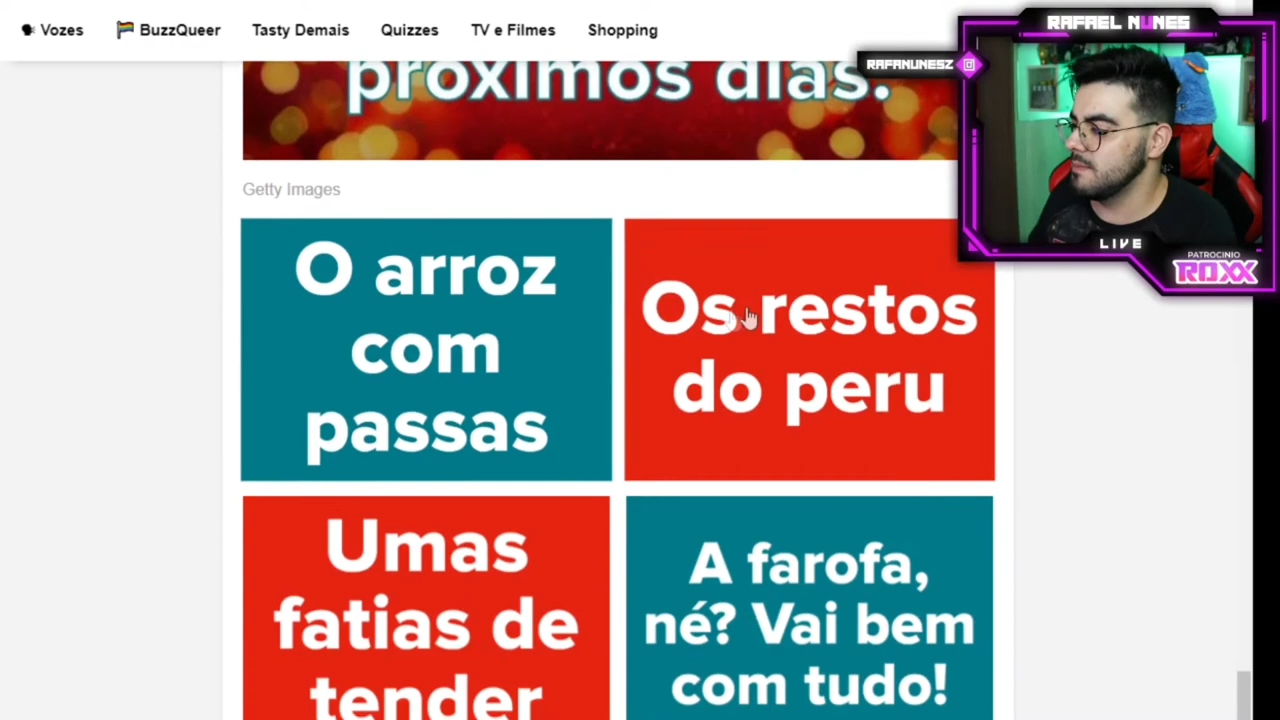 Vozes BuzzQueer Tasty Demais Quizzes TV e Filmes Shopping
RAFAEL NUNES
RAFANUNESZ
próximos dias.
Getty Images
LIVE
PATROCINIO
ROXX
O arroz
com
passas
Os restos
do peru
Umas
fatias de
tender
A farofa,
né? Vai bem
com tudo!